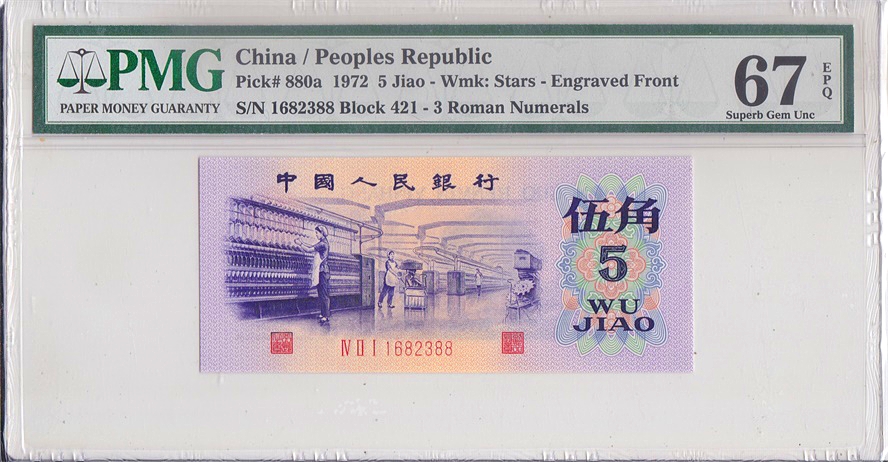 PMG
PAPER MONEY GUARANTY
China / Peoples Republic
Pick# 880a 1972 5 Jiao - Wmk: Stars - Engraved Front
S/N 1682388 Block 421 - 3 Roman Numerals
67 EPQ
Superb Gem Unc
中國人民銀行
伍角
5
WU
JIAO
Ⅳ Ⅱ Ⅰ 1682388